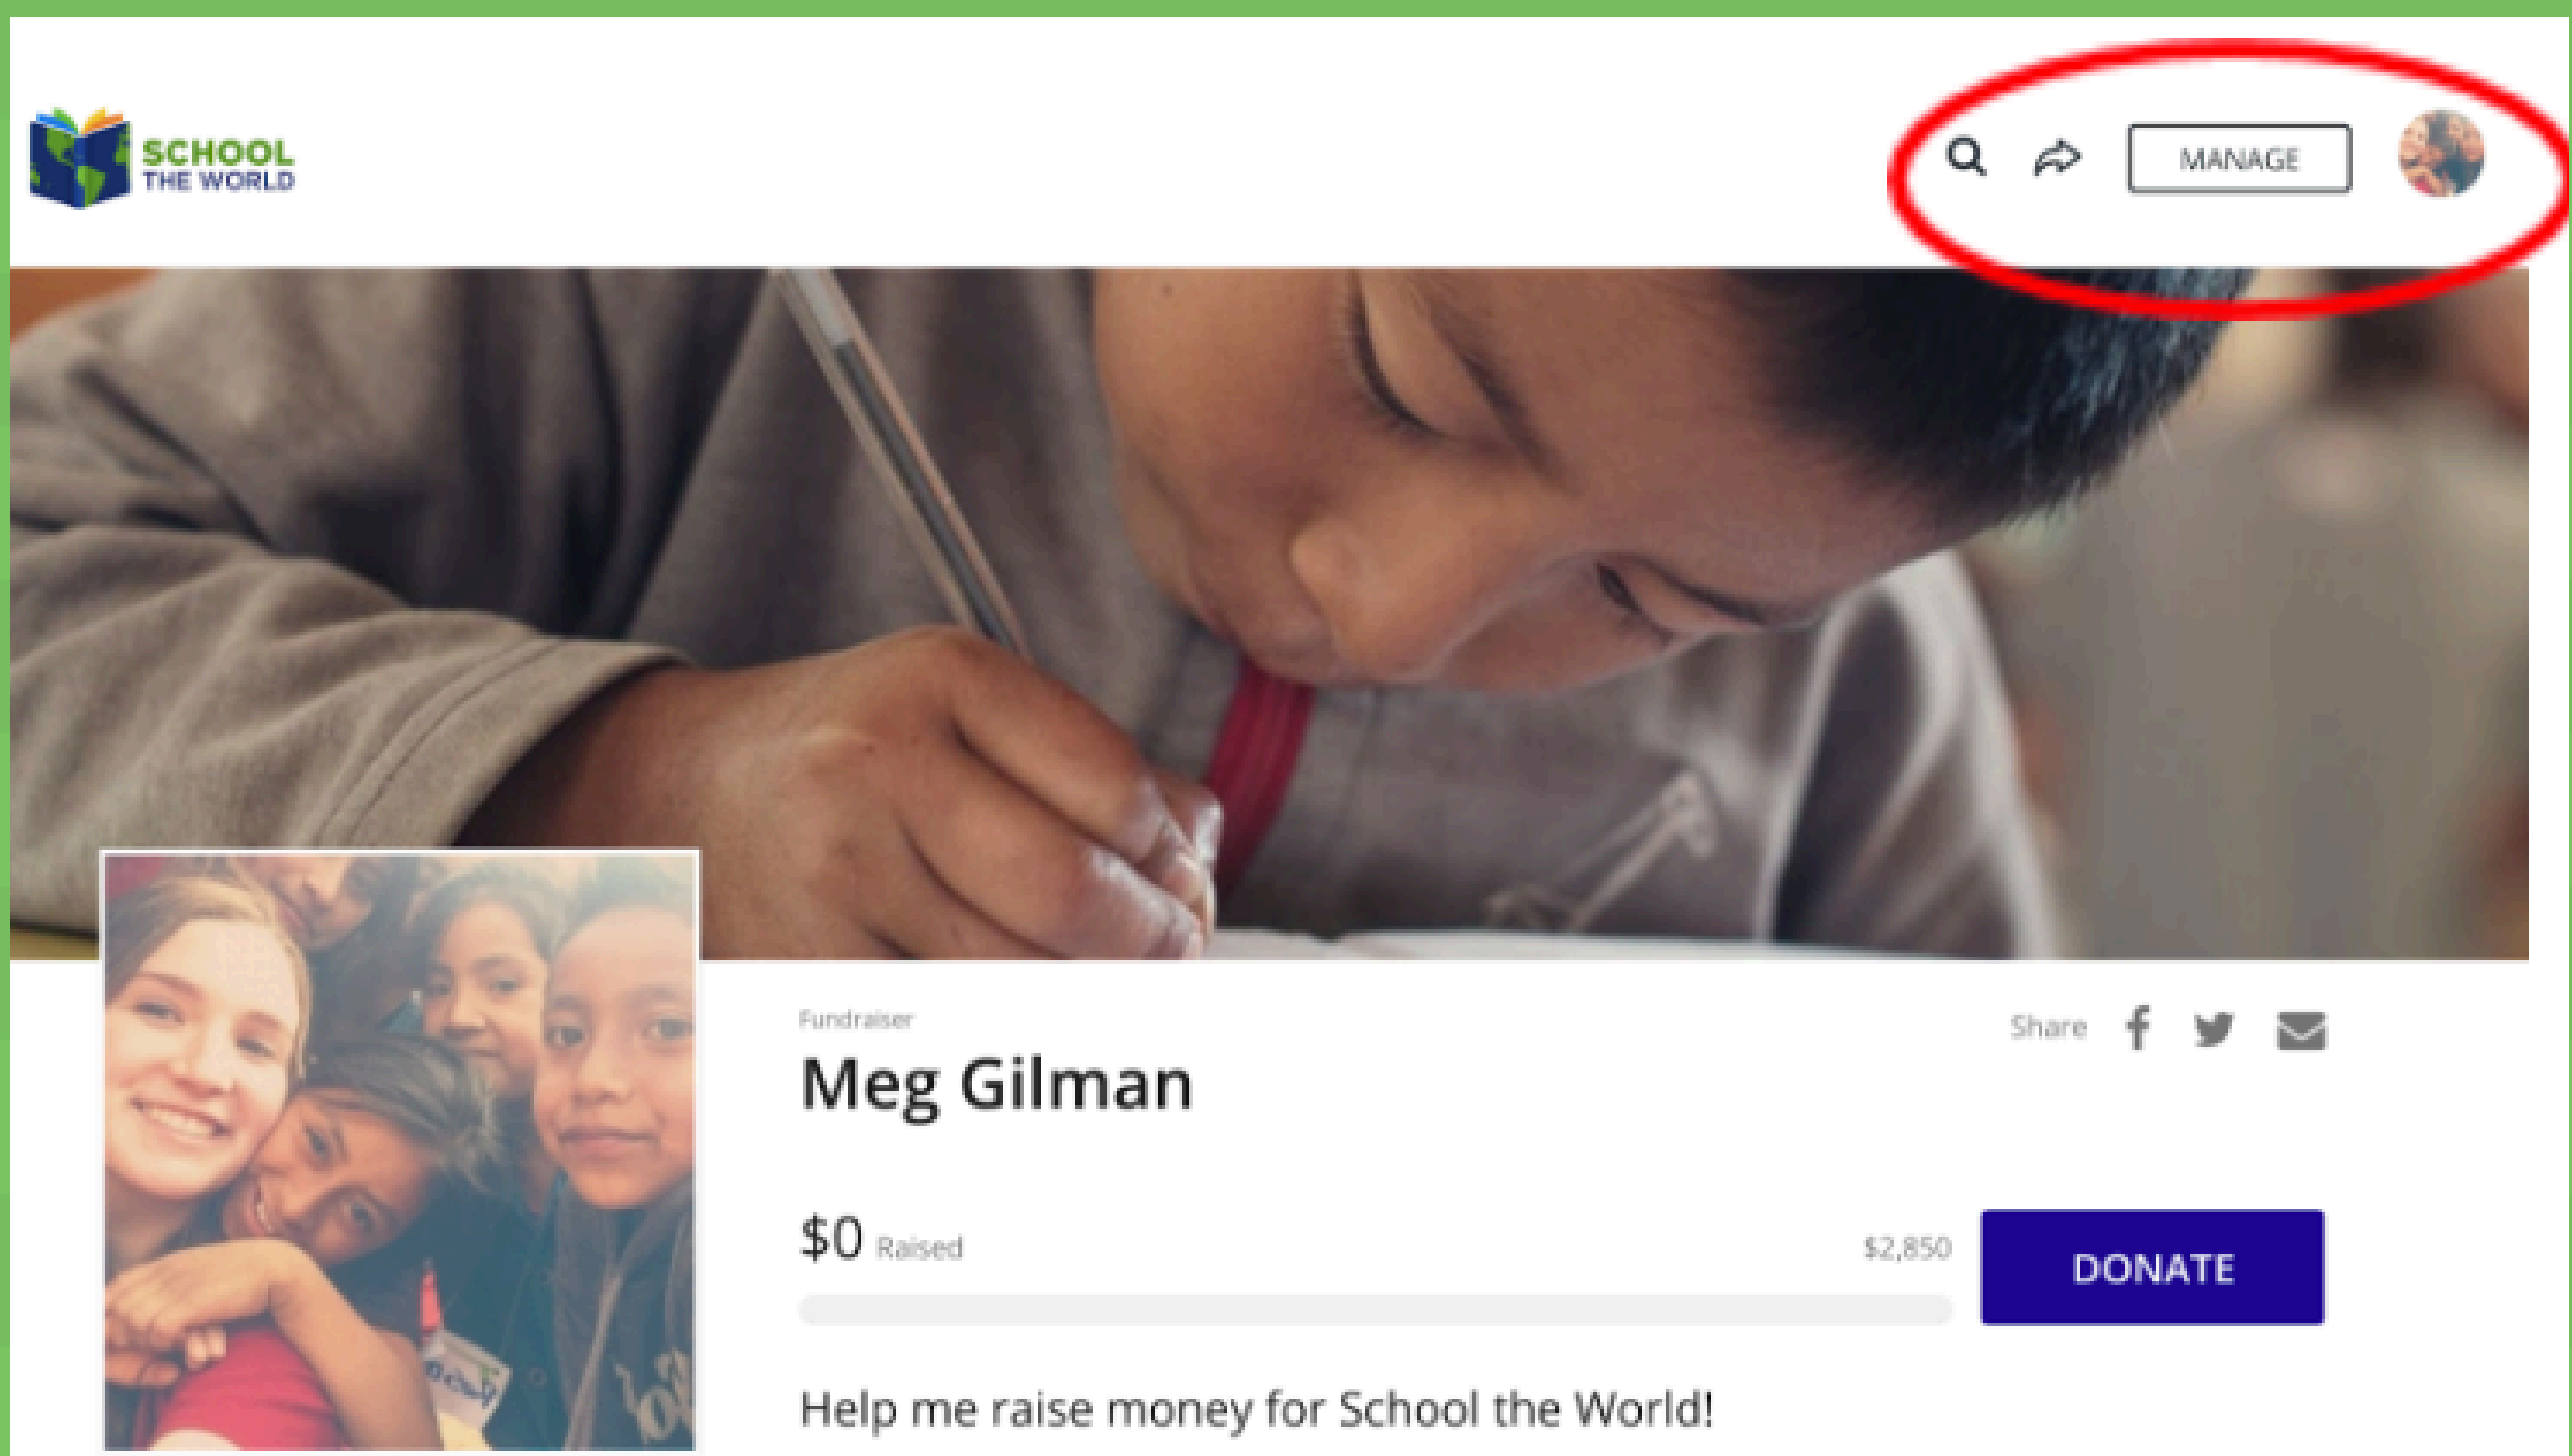 SCHOOL
THE WORLD
MANAGE
Fundraiser
Share
Meg Gilman
$0 Raised
$2,850
DONATE
Help me raise money for School the World!